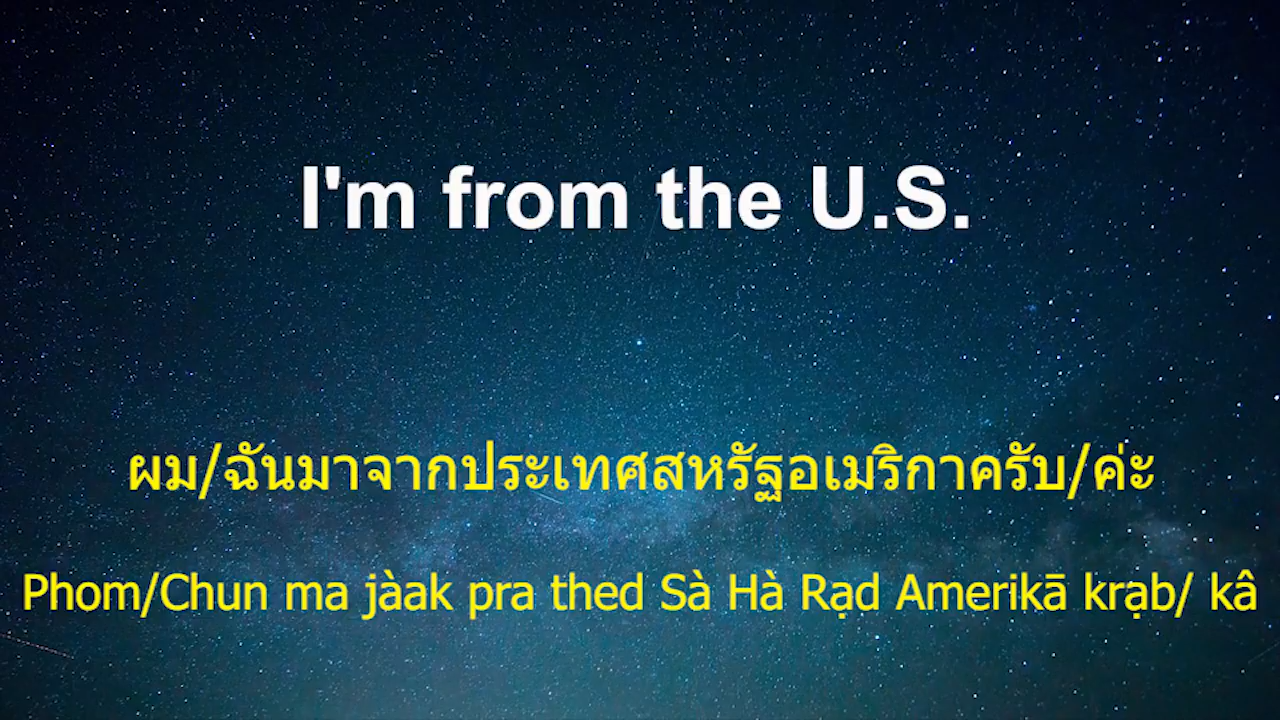 I'm from the U.S.
ผม/ฉันมาจากประเทศสหรัฐอเมริกาครับ/ค่ะ
Phom/Chun ma jàak pra thed Sà Hà Rạd Amerikā krạb/ kâ